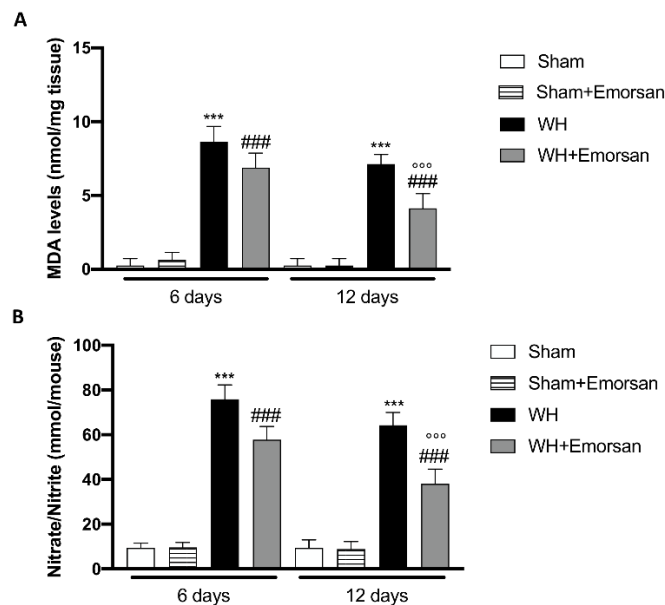 A
MDA levels (nmol/mg tissue)
15
10
5
0
***
###
***
°°°
###
6 days
12 days
Sham
Sham+Emorsan
WH
WH+Emorsan
B
Nitrate/Nitrite (mmol/mouse)
100
80
60
40
20
0
***
###
***
°°°
###
6 days
12 days
Sham
Sham+Emorsan
WH
WH+Emorsan